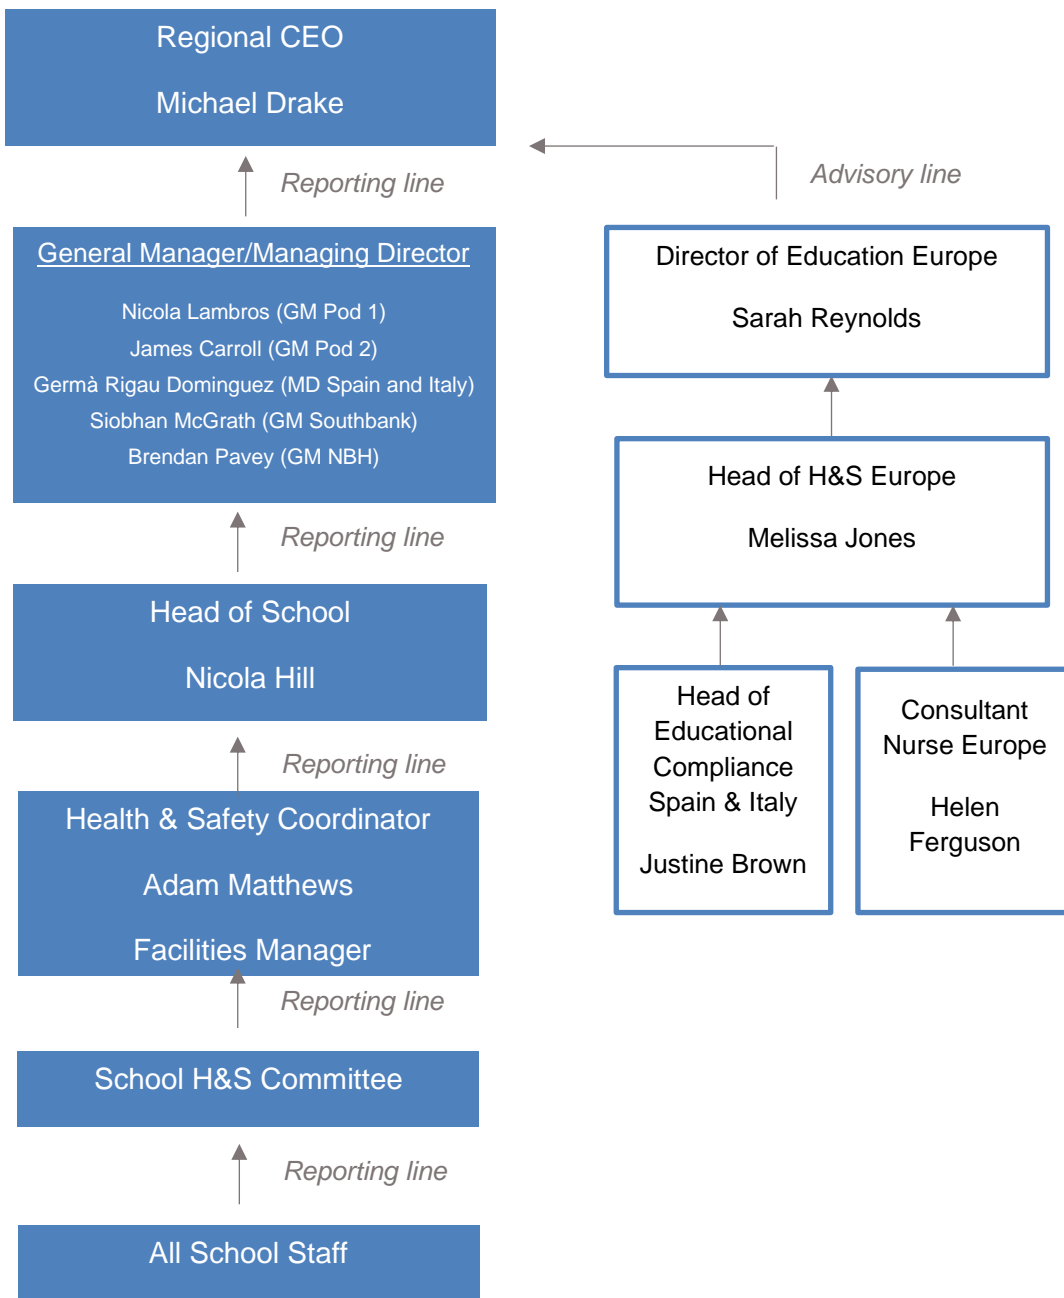 Regional CEO
Michael Drake
Reporting line
General Manager/Managing Director
Nicola Lambros (GM Pod 1)
James Carroll (GM Pod 2)
Germà Rigau Dominguez (MD Spain and Italy)
Siobhan McGrath (GM Southbank)
Brendan Pavey (GM NBH)
Reporting line
Head of School
Nicola Hill
Reporting line
Health & Safety Coordinator
Adam Matthews
Facilities Manager
Reporting line
School H&S Committee
Reporting line
All School Staff
Advisory line
Director of Education Europe
Sarah Reynolds
Head of H&S Europe
Melissa Jones
Head of
Educational
Compliance
Spain & Italy
Justine Brown
Consultant
Nurse Europe
Helen
Ferguson